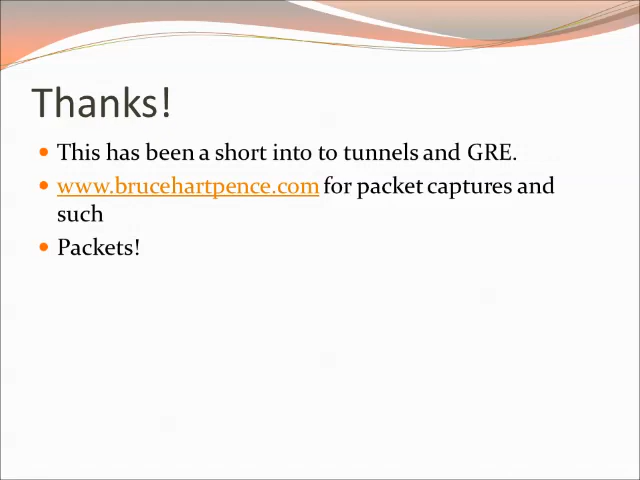 Thanks!
This has been a short into to tunnels and GRE.
www.brucehartpence.com for packet captures and
such
Packets!